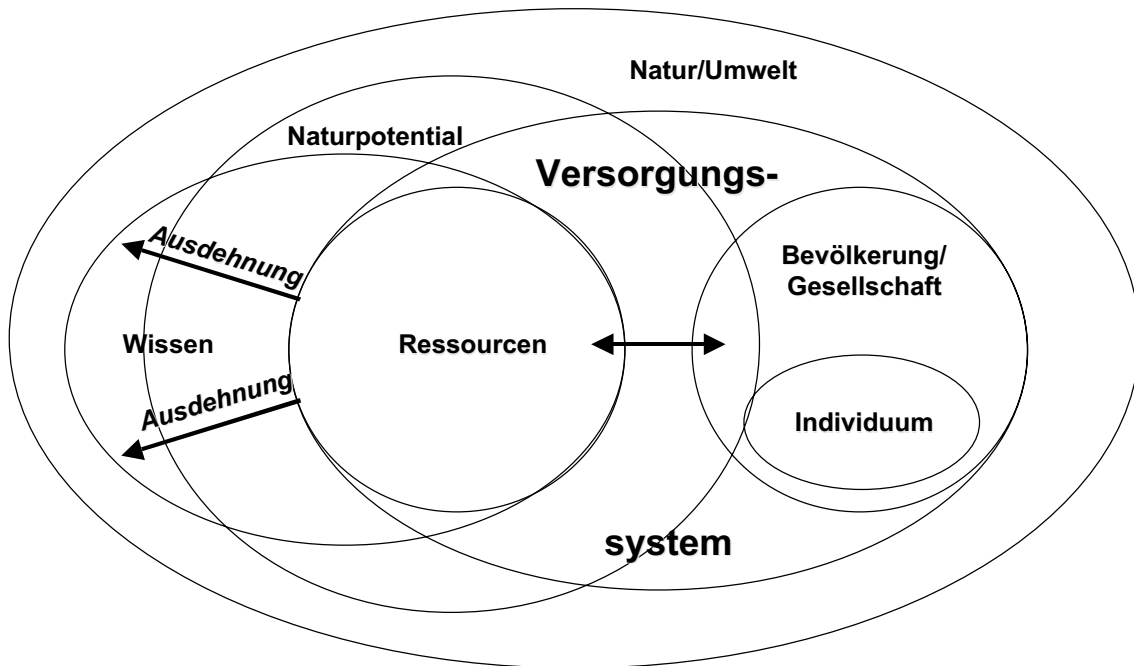 Natur/Umwelt
Naturpotential
Versorgungs-
Ausdehnung
Bevölkerung/
Gesellschaft
Wissen
Ressourcen
Ausdehnung
Individuum
system